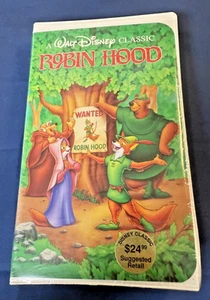 A WALT DISNEY CLASSIC
ROBIN HOOD
WANTED
ROBIN HOOD
DISNEY CLASSIC
$24.99
Suggested
Retail